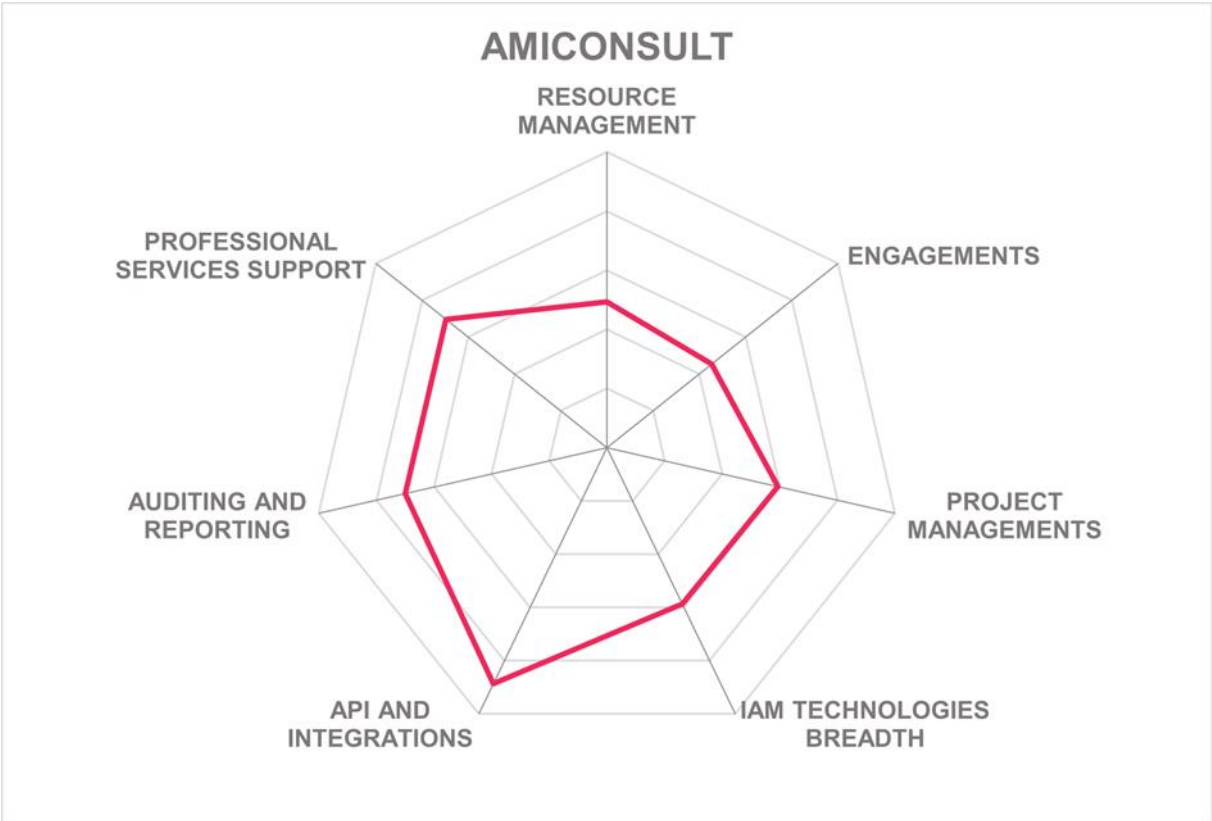 AMICONSULT
RESOURCE
MANAGEMENT
PROFESSIONAL
SERVICES SUPPORT
ENGAGEMENTS
AUDITING AND
REPORTING
PROJECT
MANAGEMENTS
API AND
INTEGRATIONS
IAM TECHNOLOGIES
BREADTH